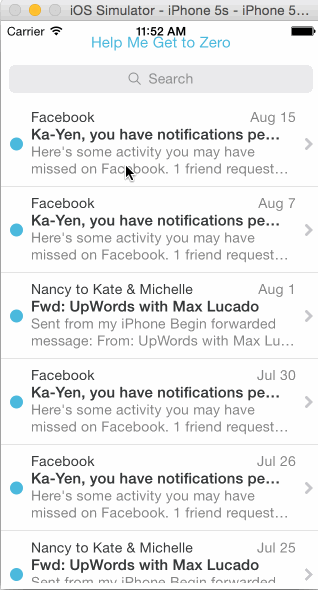 iOS Simulator - iPhone 5s - iPhone 5...
Carrier 11:52 AM
Help Me Get to Zero
Search
Facebook Aug 15
Ka-Yen, you have notifications pe...
Here's some activity you may have
missed on Facebook. 1 friend request...
Facebook Aug 7
Ka-Yen, you have notifications pe...
Here's some activity you may have
missed on Facebook. 1 friend request...
Nancy to Kate & Michelle Aug 1
Fwd: UpWords with Max Lucado
Sent from my iPhone Begin forwarded
message: From: UpWords with Max Lu...
Facebook Jul 30
Ka-Yen, you have notifications pe...
Here's some activity you may have
missed on Facebook. 1 friend request...
Facebook Jul 26
Ka-Yen, you have notifications pe...
Here's some activity you may have
missed on Facebook. 1 friend request...
Nancy to Kate & Michelle Jul 25
Fwd: UpWords with Max Lucado
Sent from my iPhone Begin forwarded